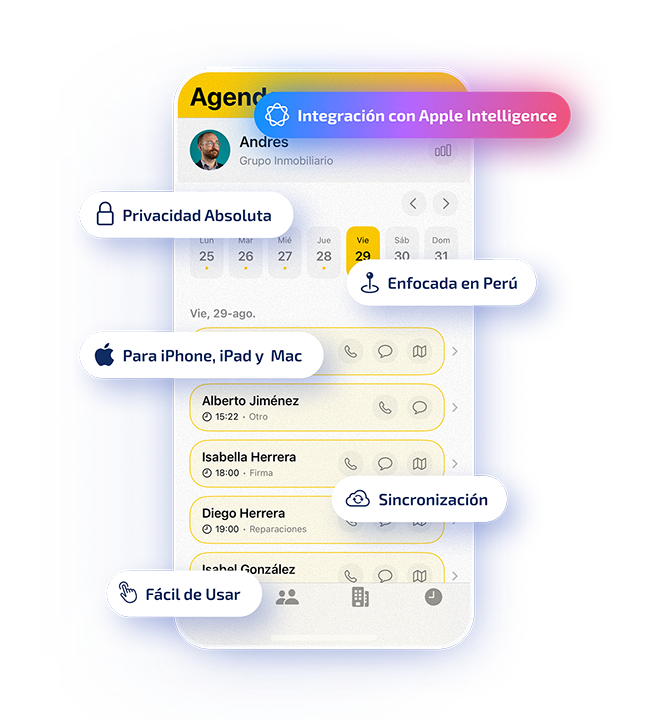 Agend
Integración con Apple Intelligence
Andrés
Grupo Inmobiliario
Privacidad Absoluta
Lun Mar Mié Jue Vie Sáb Dom
25 26 27 28 29 30 31
Enfocada en Perú
Vie, 29-ago.
Para iPhone, iPad y Mac
Alberto Jiménez
15:22 • Otro
Isabella Herrera
18:00 • Firma
Sincronización
Diego Herrera
19:00 • Reparaciones
Isabel González
Fácil de Usar